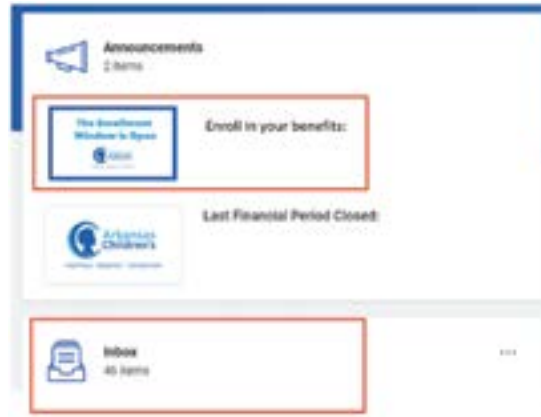 Announcements
2 items
The Enrollment
Window is Open
Enroll in your benefits:
Arkansas
Children's
Last Financial Period Closed:
Inbox
46 items